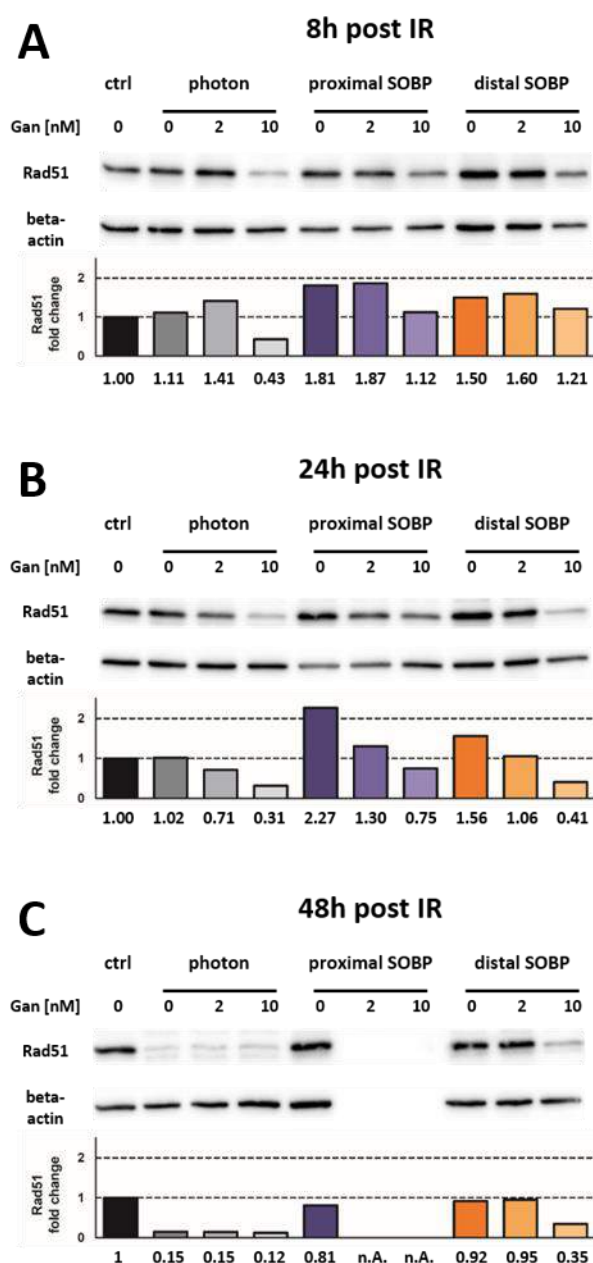 A
8h post IR
ctrl photon proximal SOBP distal SOBP
Gan [nM] 0 0 2 10 0 2 10 0 2 10
Rad51
beta-
actin
Rad51
fold change
2
1
0
1.00 1.11 1.41 0.43 1.81 1.87 1.12 1.50 1.60 1.21
B
24h post IR
ctrl photon proximal SOBP distal SOBP
Gan [nM] 0 0 2 10 0 2 10 0 2 10
Rad51
beta-
actin
Rad51
fold change
2
1
0
1.00 1.02 0.71 0.31 2.27 1.30 0.75 1.56 1.06 0.41
C
48h post IR
ctrl photon proximal SOBP distal SOBP
Gan [nM] 0 0 2 10 0 2 10 0 2 10
Rad51
beta-
actin
Rad51
fold change
2
1
0
1 0.15 0.15 0.12 0.81 n.A. n.A. 0.92 0.95 0.35